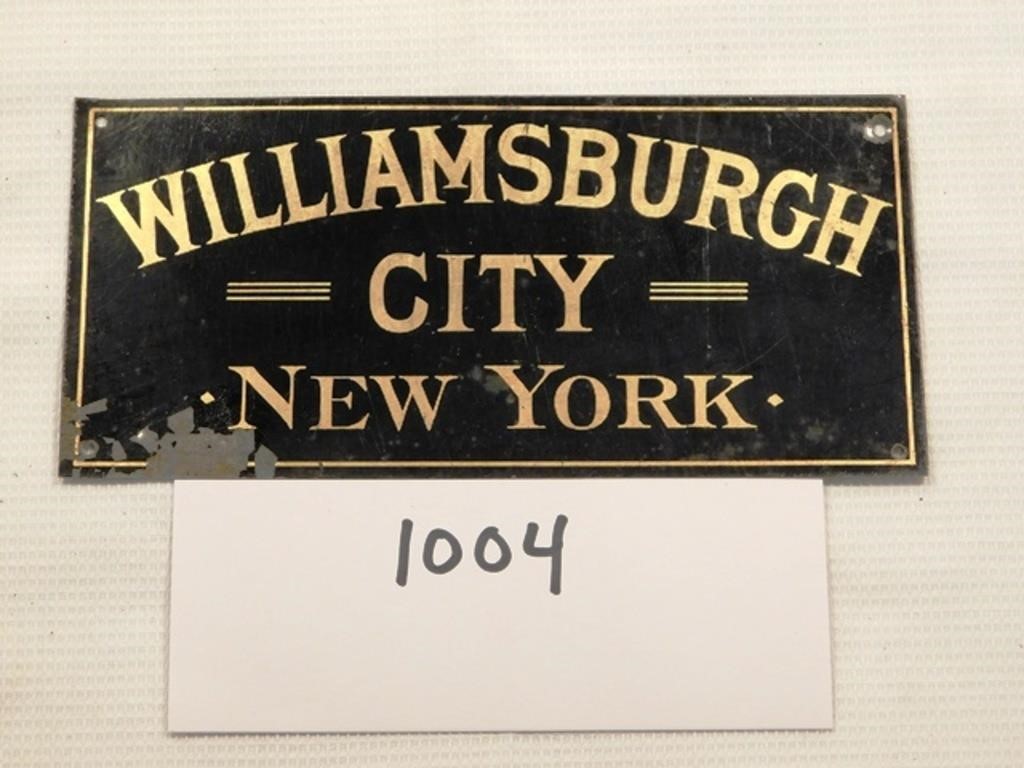 WILLIAMSBURGH
CITY
· NEW YORK ·
1004